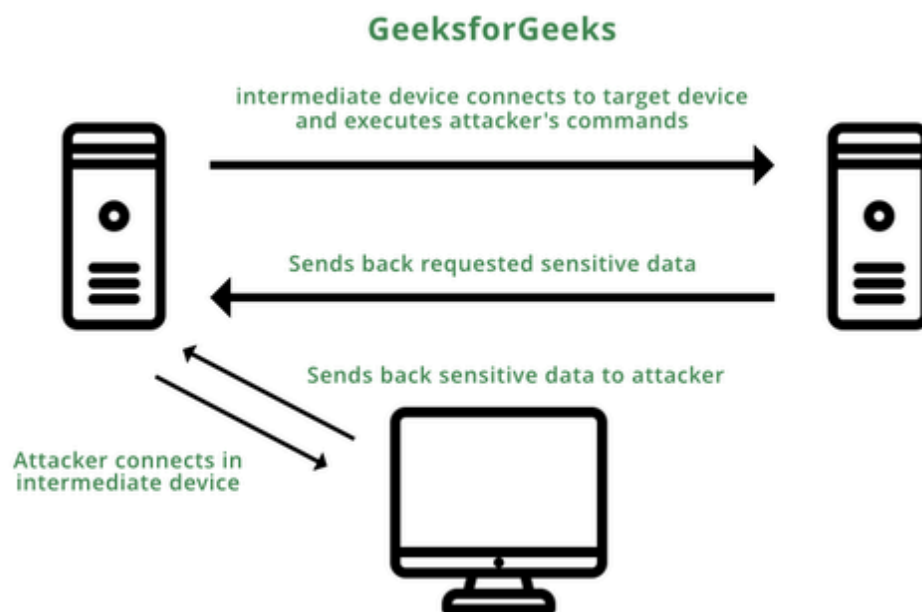 GeeksforGeeks
intermediate device connects to target device
and executes attacker's commands
Sends back requested sensitive data
Sends back sensitive data to attacker
Attacker connects in
intermediate device